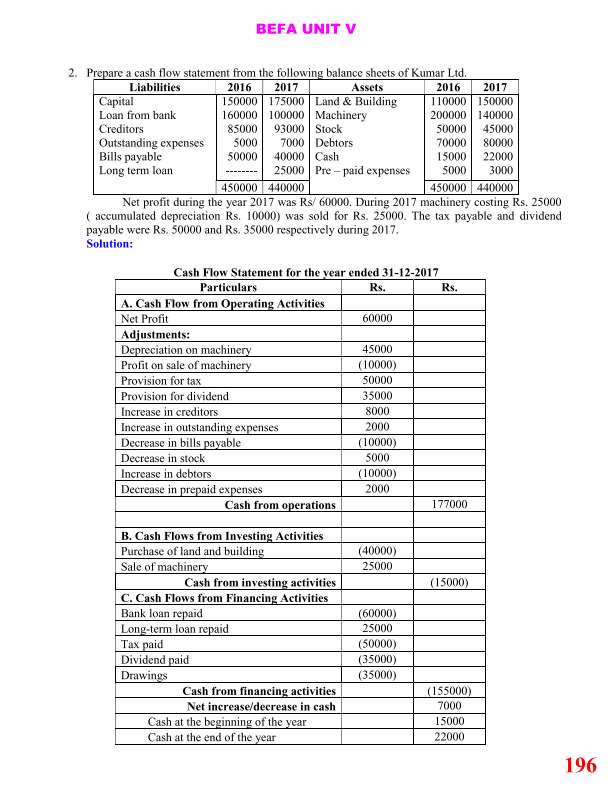 BEFA UNIT V
2. Prepare a cash flow statement from the following balance sheets of Kumar Ltd.
Liabilities 2016 2017 Assets 2016 2017
Capital 150000 175000 Land & Building 110000 150000
Loan from bank 160000 100000 Machinery 200000 140000
Creditors 85000 93000 Stock 50000 45000
Outstanding expenses 5000 7000 Debtors 70000 80000
Bills payable 50000 40000 Cash 15000 22000
Long term loan -------- 25000 Pre – paid expenses 5000 3000
450000 440000 450000 440000
Net profit during the year 2017 was Rs/ 60000. During 2017 machinery costing Rs. 25000
( accumulated depreciation Rs. 10000) was sold for Rs. 25000. The tax payable and dividend
payable were Rs. 50000 and Rs. 35000 respectively during 2017.
Solution:
Cash Flow Statement for the year ended 31-12-2017
Particulars Rs. Rs.
A. Cash Flow from Operating Activities
Net Profit 60000
Adjustments:
Depreciation on machinery 45000
Profit on sale of machinery (10000)
Provision for tax 50000
Provision for dividend 35000
Increase in creditors 8000
Increase in outstanding expenses 2000
Decrease in bills payable (10000)
Decrease in stock 5000
Increase in debtors (10000)
Decrease in prepaid expenses 2000
Cash from operations 177000
B. Cash Flows from Investing Activities
Purchase of land and building (40000)
Sale of machinery 25000
Cash from investing activities (15000)
C. Cash Flows from Financing Activities
Bank loan repaid (60000)
Long-term loan repaid 25000
Tax paid (50000)
Dividend paid (35000)
Drawings (35000)
Cash from financing activities (155000)
Net increase/decrease in cash 7000
Cash at the beginning of the year 15000
Cash at the end of the year 22000
196